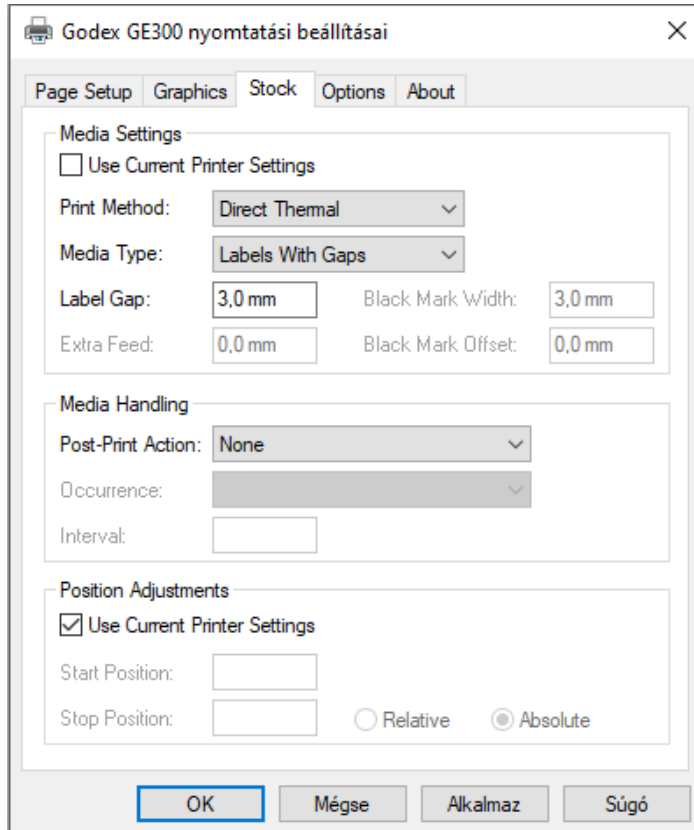 Godex GE300 nyomtatási beállításai
Page Setup Graphics Stock Options About
Media Settings
Use Current Printer Settings
Print Method: Direct Thermal
Media Type: Labels With Gaps
Label Gap: 3,0 mm Black Mark Width: 3,0 mm
Extra Feed: 0,0 mm Black Mark Offset: 0,0 mm
Media Handling
Post-Print Action: None
Occurrence:
Interval:
Position Adjustments
Use Current Printer Settings
Start Position:
Stop Position: Relative Absolute
OK Mégse Alkalmaz Súgó